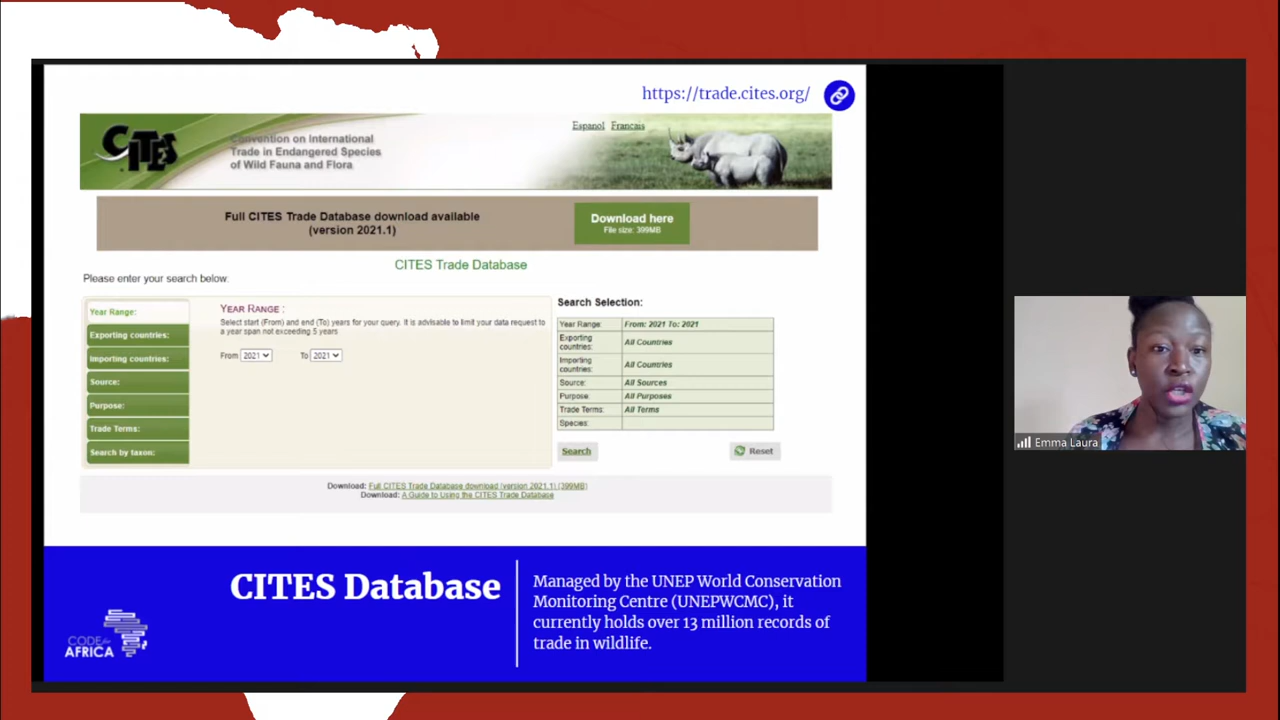 https://trade.cites.org/
Espanol Francais
CITES
Convention on International
Trade in Endangered Species
of Wild Fauna and Flora
Full CITES Trade Database download available
(version 2021.1)
Download here
File size: 399MB
CITES Trade Database
Please enter your search below.
Year Range:
Exporting countries:
Importing countries:
Source:
Purpose:
Trade Terms:
Search by taxon:
YEAR RANGE :
Select start (From) and end (To) years for your query. It is advisable to limit your data request to
a year span not exceeding 5 years
From 2021 To 2021
Search Selection:
Year Range: From: 2021 To: 2021
Exporting
countries: All Countries
Importing
countries: All Countries
Source: All Sources
Purpose: All Purposes
Trade Terms: All Terms
Species:
Search Reset
Download: Full CITES Trade Database download (version 2021.1) (399MB)
Download: A Guide to Using the CITES Trade Database
Emma Laura
CITES Database
Managed by the UNEP World Conservation
Monitoring Centre (UNEPWCMC), it
currently holds over 13 million records of
trade in wildlife.
CODE for
AFRICA